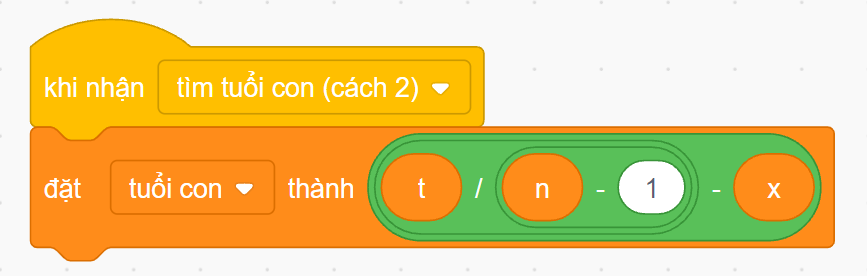 khi nhận tìm tuổi con (cách 2)
đặt tuổi con thành t / n - 1 - x